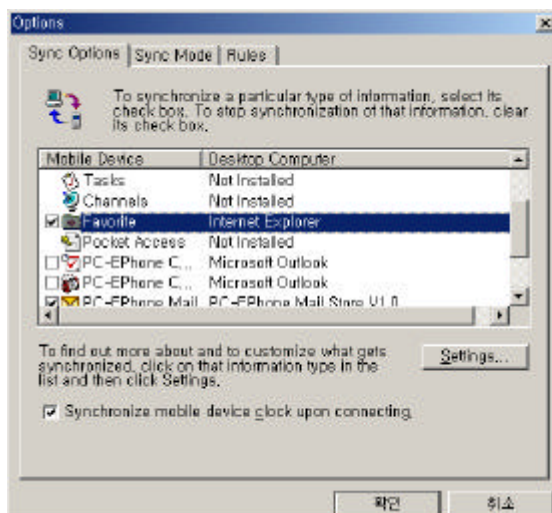 Options
Sync Options Sync Mode Rules
To synchronize a particular type of information, select its
check box. To stop synchronization of that information, clear
its check box.
Mobile Device Desktop Computer
Tasks Not Installed
Channels Not Installed
Favorite Internet Explorer
Pocket Access Not Installed
PC-EPhone C... Microsoft Outlook
PC-EPhone C... Microsoft Outlook
PC-EPhone Mail PC-EPhone Mail Store V1.0
To find out more about and to customize what gets
synchronized, click on that information type in the
list and then click Settings.
Settings...
Synchronize mobile device clock upon connecting.
확인 취소